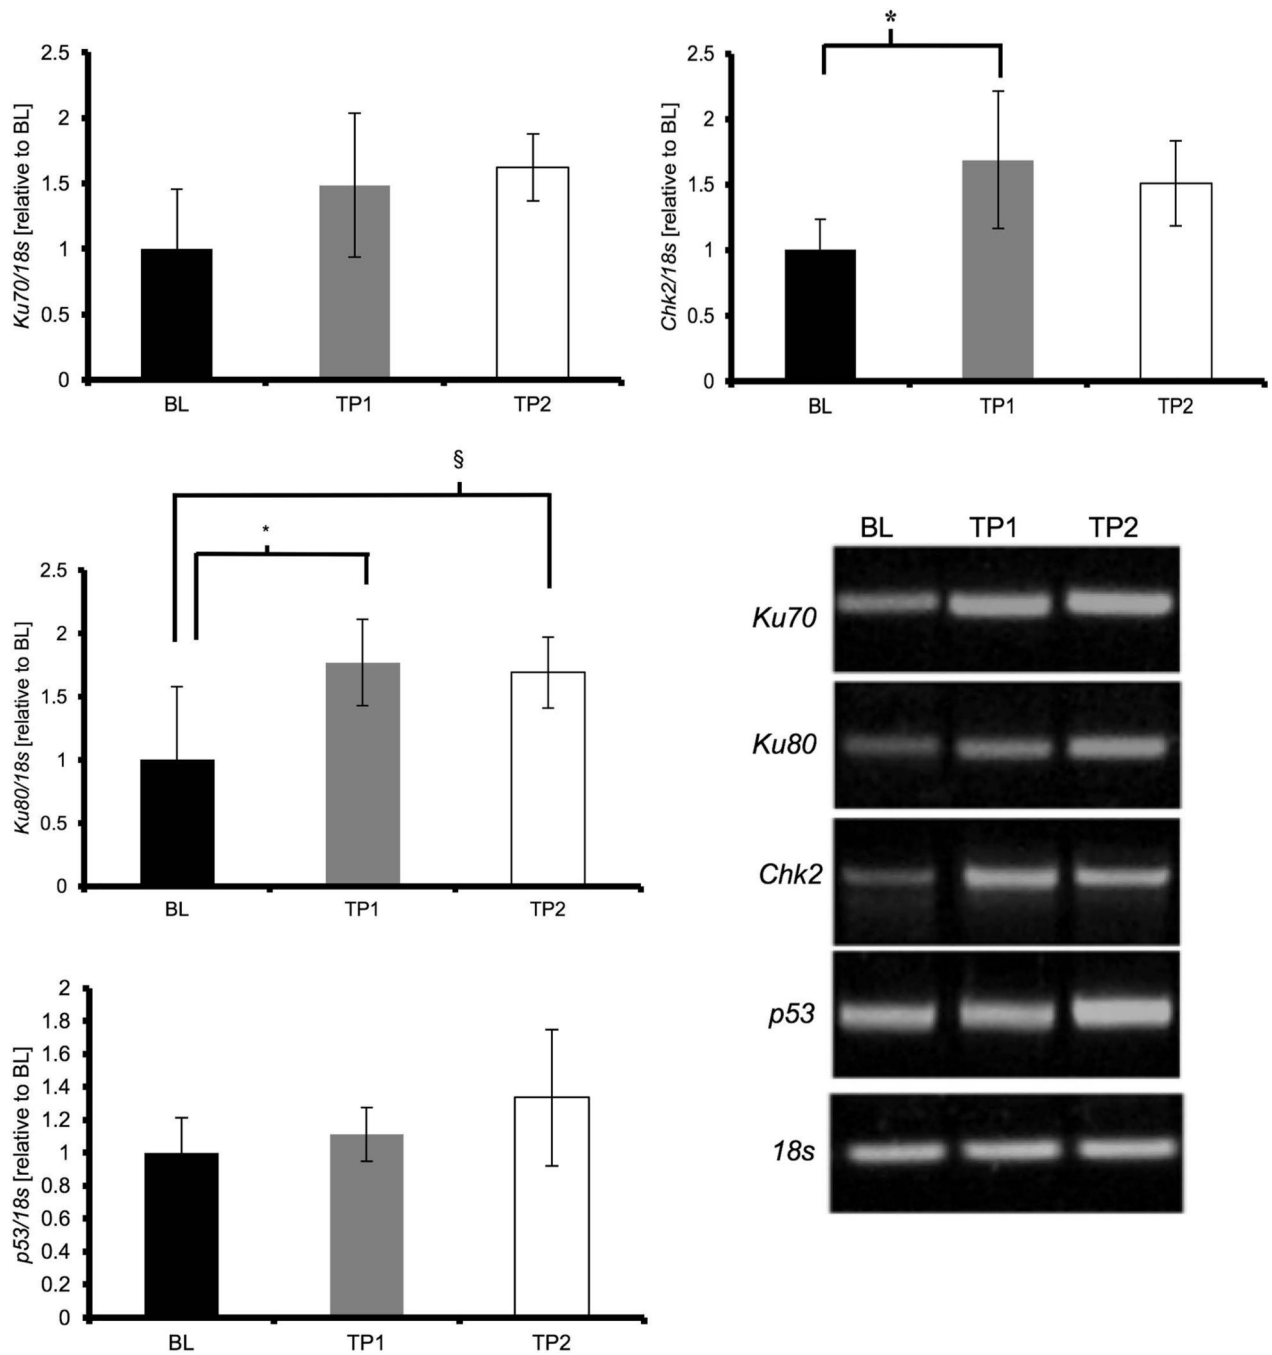 Ku70/18s [relative to BL]
2.5
2
1.5
1
0.5
0
BL TP1 TP2
*
Chk2/18s [relative to BL]
2.5
2
1.5
1
0.5
0
BL TP1 TP2
§
*
Ku80/18s [relative to BL]
2.5
2
1.5
1
0.5
0
BL TP1 TP2
p53/18s [relative to BL]
2
1.8
1.6
1.4
1.2
1
0.8
0.6
0.4
0.2
0
BL TP1 TP2
BL TP1 TP2
Ku70
Ku80
Chk2
p53
18s